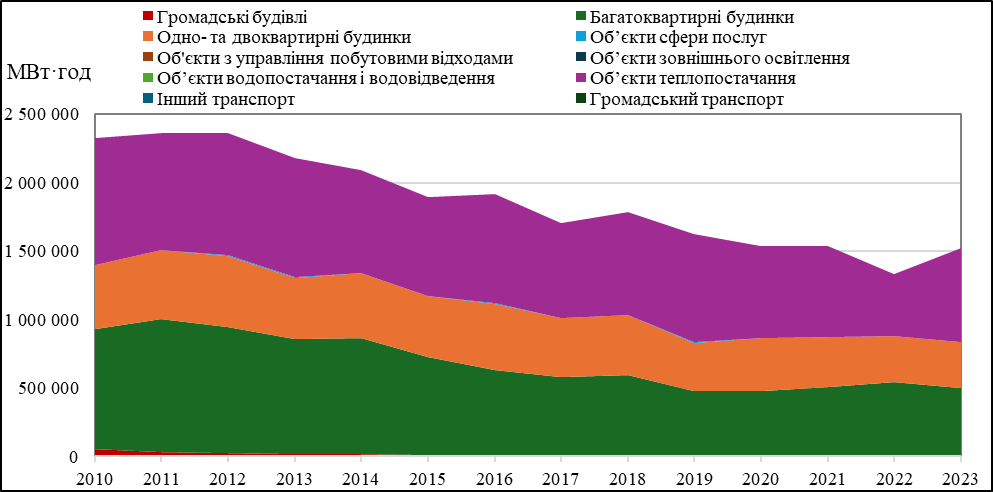 Громадські будівлі
Багатоквартирні будинки
Одно- та двоквартирні будинки
Об’єкти сфери послуг
Об'єкти з управління побутовими відходами
Об’єкти зовнішнього освітлення
Об’єкти водопостачання і водовідведення
Об’єкти теплопостачання
Інший транспорт
Громадський транспорт
МВт·год
2 500 000
2 000 000
1 500 000
1 000 000
500 000
0
2010 2011 2012 2013 2014 2015 2016 2017 2018 2019 2020 2021 2022 2023